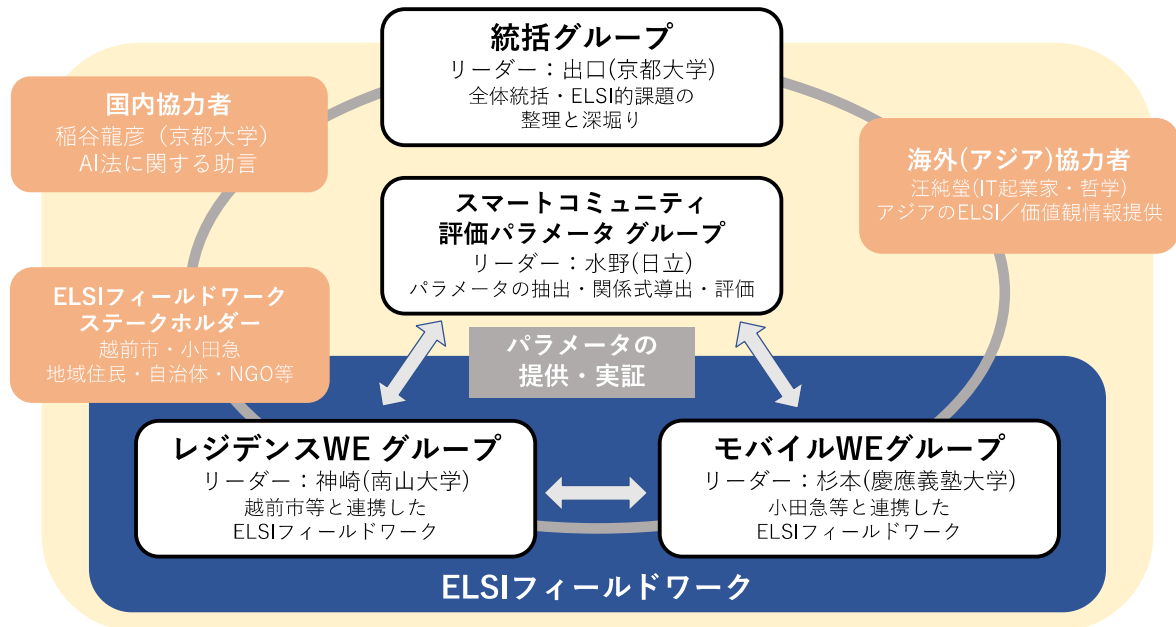 統括グループ
リーダー：出口(京都大学)
全体統括・ELSI的課題の
整理と深堀り
国内協力者
稲谷龍彦（京都大学）
AI法に関する助言
海外(アジア)協力者
汪純瑩(IT起業家・哲学)
アジアのELSI／価値観情報提供
スマートコミュニティ
評価パラメータ グループ
リーダー：水野(日立)
パラメータの抽出・関係式導出・評価
ELSIフィールドワーク
ステークホルダー
越前市・小田急
地域住民・自治体・NGO等
パラメータの
提供・実証
レジデンスWE グループ
リーダー：神崎(南山大学)
越前市等と連携した
ELSIフィールドワーク
モバイルWEグループ
リーダー：杉本(慶應義塾大学)
小田急等と連携した
ELSIフィールドワーク
ELSIフィールドワーク